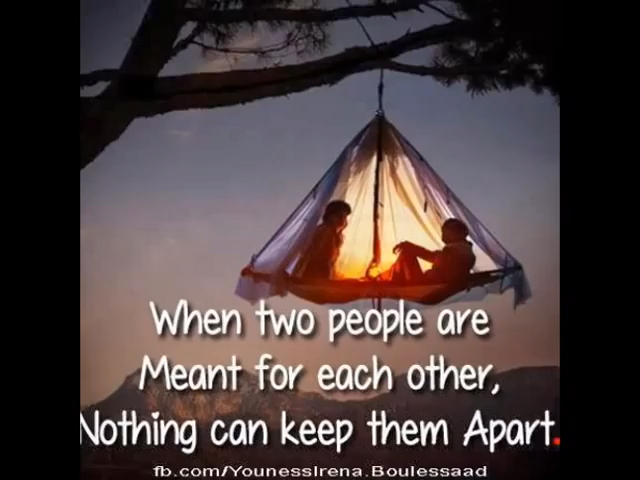 When two people are
Meant for each other,
Nothing can keep them Apart.
fb.com/YounessIrena.Boulessaad